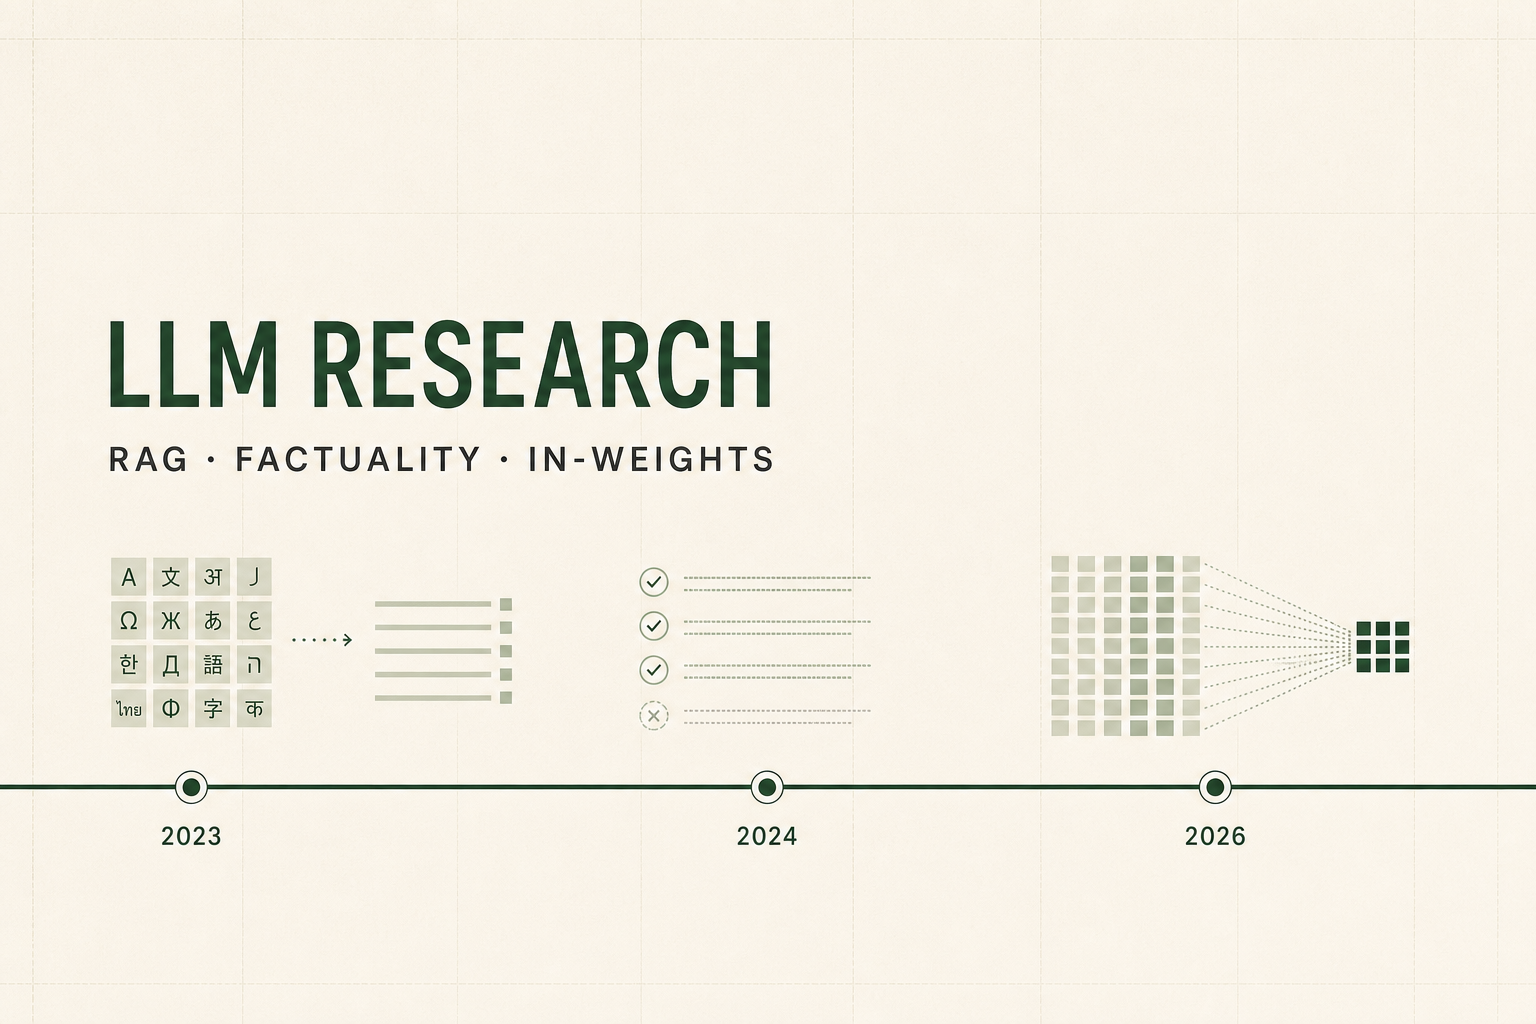 LLM RESEARCH
RAG · FACTUALITY · IN-WEIGHTS
A 文 अ
Ω Ж あ ع
한 Д 語 ה
ไทย Ф 字 क
2023
2024
2026